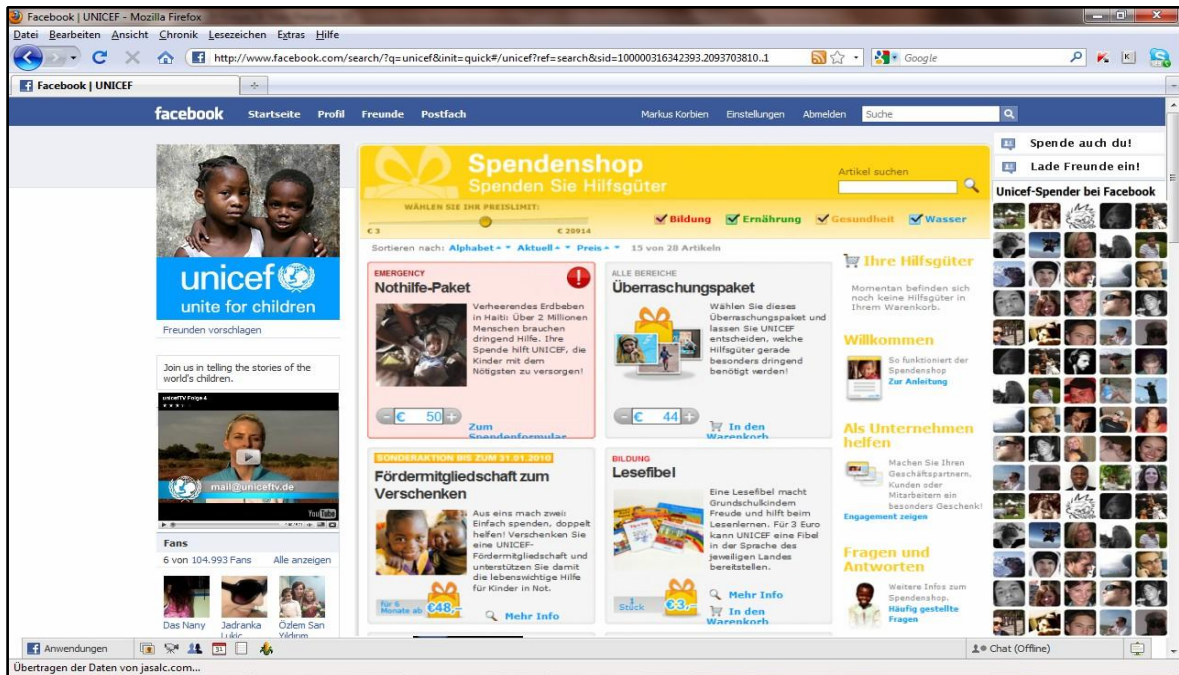 Facebook | UNICEF - Mozilla Firefox
Datei Bearbeiten Ansicht Chronik Lesezeichen Extras Hilfe
http://www.facebook.com/search/?q=unicef&init=quick#/unicef?ref=search&sid=100000316342393.2093703810..1
Google
Facebook | UNICEF
facebook Startseite Profil Freunde Postfach Markus Korbien Einstellungen Abmelden Suche
unicef
unite for children
Freunden vorschlagen
Join us in telling the stories of the
world's children.
unicefTV Folge 4
mail@uniceftv.de
YouTube
Fans
6 von 104.993 Fans Alle anzeigen
Das Nany Jadranka Özlem San
Lukic Yildirim
Spendenshop
Spenden Sie Hilfsgüter
Artikel suchen
WÄHLEN SIE IHR PREISLIMIT:
€ 3 € 20914
Bildung Ernährung Gesundheit Wasser
Sortieren nach: Alphabet Aktuell Preis 15 von 28 Artikeln
EMERGENCY
Nothilfe-Paket
Verheerendes Erdbeben
in Haiti: Über 2 Millionen
Menschen brauchen
dringend Hilfe. Ihre
Spende hilft UNICEF, die
Kinder mit dem
Nötigsten zu versorgen!
- € 50 +
Zum
Spendenformular
ALLE BEREICHE
Überraschungspaket
Wählen Sie dieses
Überraschungspaket und
lassen Sie UNICEF
entscheiden, welche
Hilfsgüter gerade
besonders dringend
benötigt werden!
- € 44 +
In den
Warenkorb
SONDERAKTION BIS ZUM 31.01.2010
Fördermitgliedschaft zum
Verschenken
Aus eins mach zwei:
Einfach spenden, doppelt
helfen! Verschenken Sie
eine UNICEF-
Fördermitgliedschaft und
unterstützen Sie damit
die lebenswichtige Hilfe
für Kinder in Not.
für 6
Monate ab €48,-
Mehr Info
BILDUNG
Lesefibel
Eine Lesefibel macht
Grundschulkindern
Freude und hilft beim
Lesenlernen. Für 3 Euro
kann UNICEF eine Fibel
in der Sprache des
jeweiligen Landes
bereitstellen.
1
Stück €3,-
Mehr Info
In den
Warenkorb
Ihre Hilfsgüter
Momentan befinden sich
noch keine Hilfsgüter in
Ihrem Warenkorb.
Willkommen
So funktioniert der
Spendenshop
Zur Anleitung
Als Unternehmen
helfen
Machen Sie Ihren
Geschäftspartnern,
Kunden oder
Mitarbeitern ein
besonders Geschenk!
Engagement zeigen
Fragen und
Antworten
Weitere Infos zum
Spendenshop.
Häufig gestellte
Fragen
Spende auch du!
Lade Freunde ein!
Unicef-Spender bei Facebook
Anwendungen 31 Chat (Offline)
Übertragen der Daten von jasalc.com...